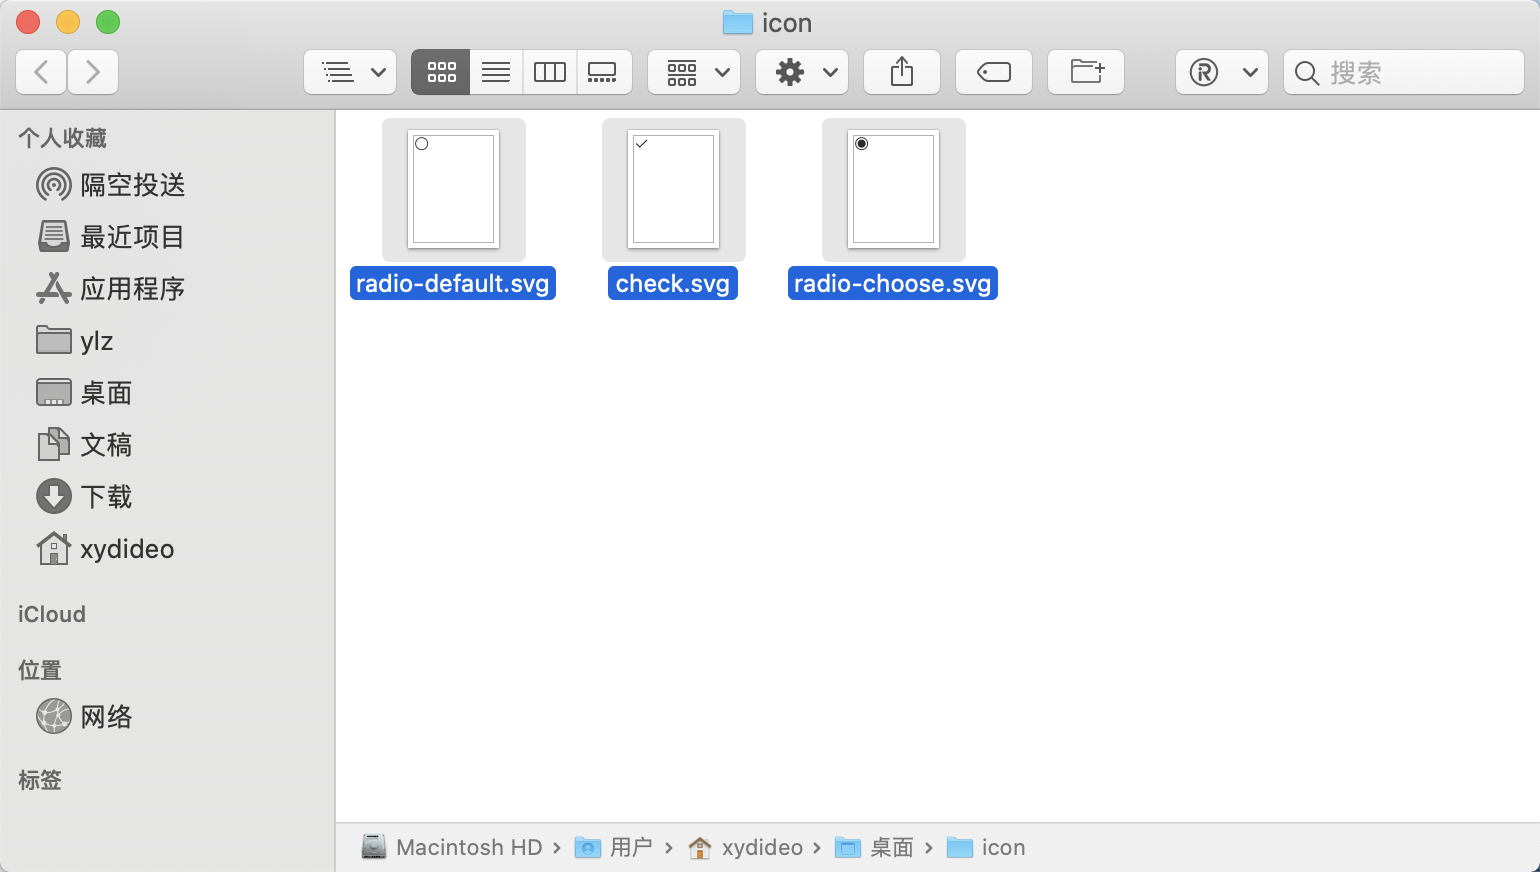 icon
搜索
个人收藏
隔空投送
最近项目
应用程序
ylz
桌面
文稿
下载
xydideo
iCloud
位置
网络
标签
radio-default.svg
check.svg
radio-choose.svg
Macintosh HD › 用户 › xydideo › 桌面 › icon